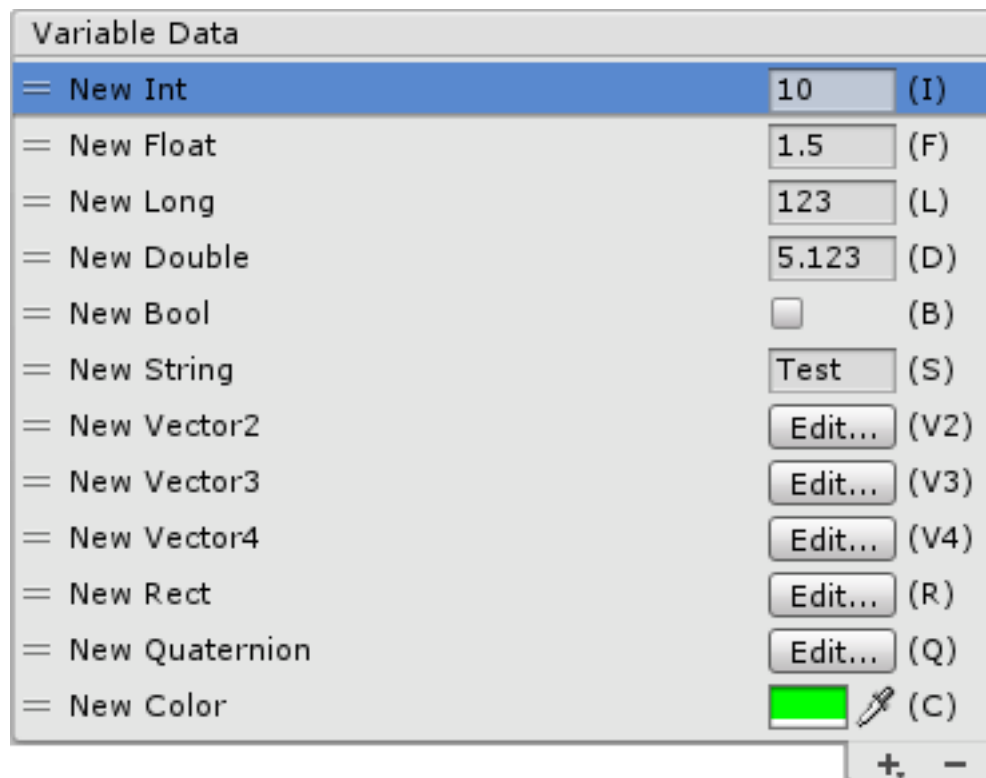 Variable Data
New Int 10 (I)
New Float 1.5 (F)
New Long 123 (L)
New Double 5.123 (D)
New Bool (B)
New String Test (S)
New Vector2 Edit... (V2)
New Vector3 Edit... (V3)
New Vector4 Edit... (V4)
New Rect Edit... (R)
New Quaternion Edit... (Q)
New Color (C)